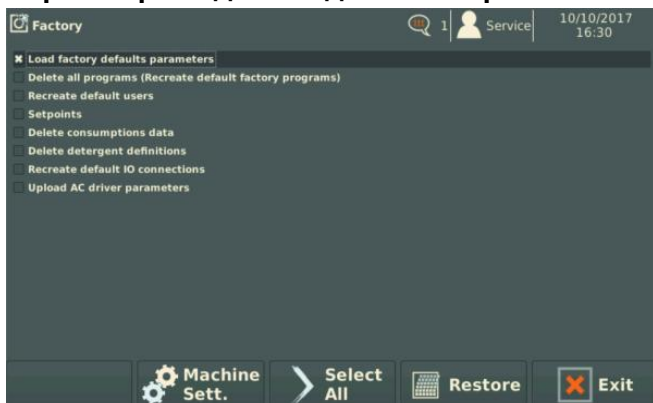 Factory
1
Service
10/10/2017
16:30
Load factory defaults parameters
Delete all programs (Recreate default factory programs)
Recreate default users
Setpoints
Delete consumptions data
Delete detergent definitions
Recreate default IO connections
Upload AC driver parameters
Machine
Sett.
Select
All
Restore
Exit